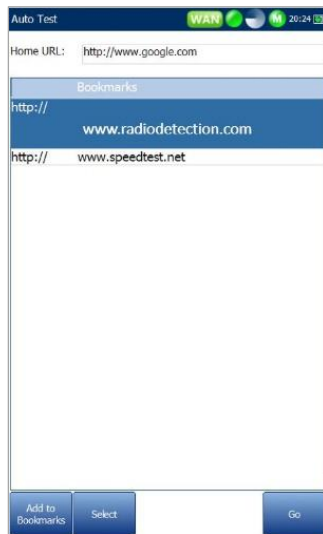 Auto Test WAN M 20:24
Home URL: http://www.google.com
Bookmarks
http://
www.radiodetection.com
http:// www.speedtest.net
Add to
Bookmarks
Select
Go